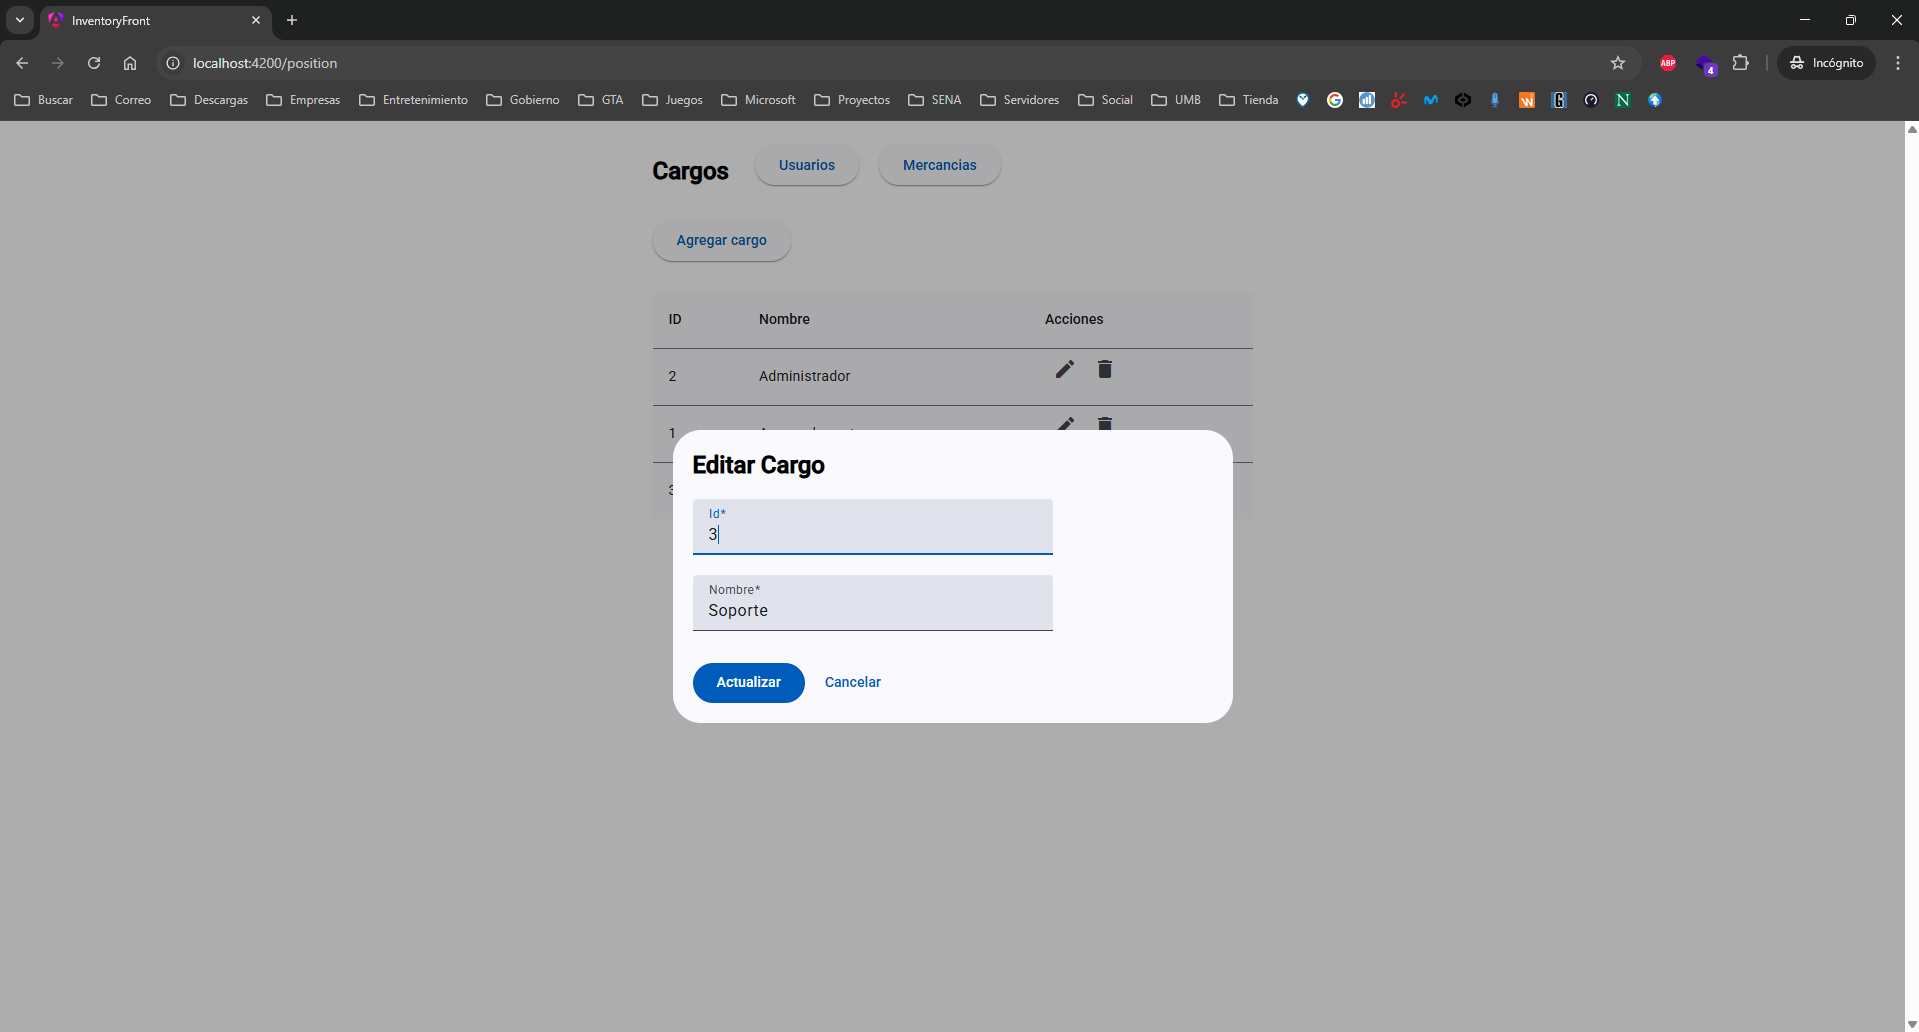 InventoryFront
localhost:4200/position
ABP
4
Incógnito
Buscar Correo Descargas Empresas Entretenimiento Gobierno GTA Juegos Microsoft Proyectos SENA Servidores Social UMB Tienda
Cargos Usuarios Mercancias
Agregar cargo
ID Nombre Acciones
2 Administrador
1
3
Editar Cargo
Id*
3
Nombre*
Soporte
Actualizar Cancelar